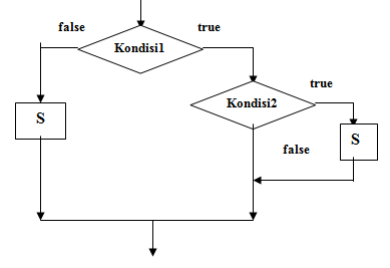 false
true
Kondisi1
true
Kondisi2
S
false
S